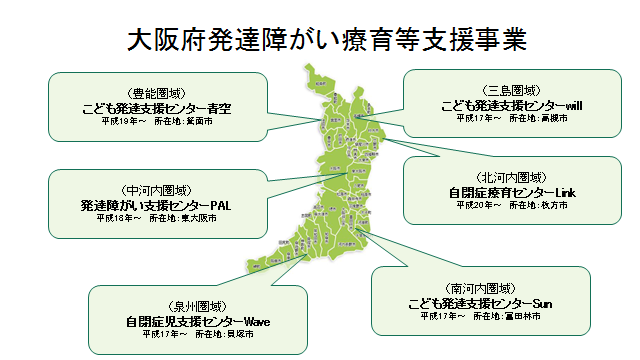 大阪府発達障がい療育等支援事業
(豊能圏域)
こども発達支援センター青空
平成19年～ 所在地:箕面市
(三島圏域)
こども発達支援センターwill
平成17年～ 所在地:高槻市
(中河内圏域)
発達障がい支援センターPAL
平成18年～ 所在地:東大阪市
(北河内圏域)
自閉症療育センターLink
平成20年～ 所在地:枚方市
(泉州圏域)
自閉症児支援センターWave
平成17年～ 所在地:貝塚市
(南河内圏域)
こども発達支援センターSun
平成17年～ 所在地:富田林市